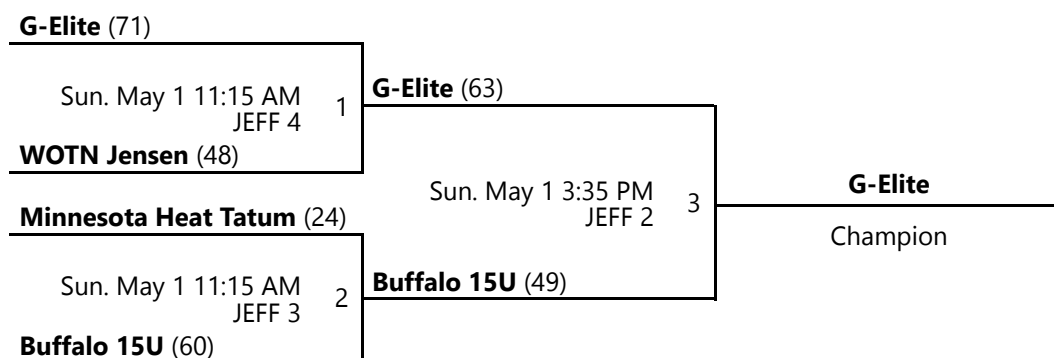 G-Elite (71)
Sun. May 1 11:15 AM
JEFF 4
1
WOTN Jensen (48)
G-Elite (63)
Minnesota Heat Tatum (24)
Sun. May 1 11:15 AM
JEFF 3
2
Buffalo 15U (60)
Sun. May 1 3:35 PM
JEFF 2
3
Buffalo 15U (49)
G-Elite
Champion